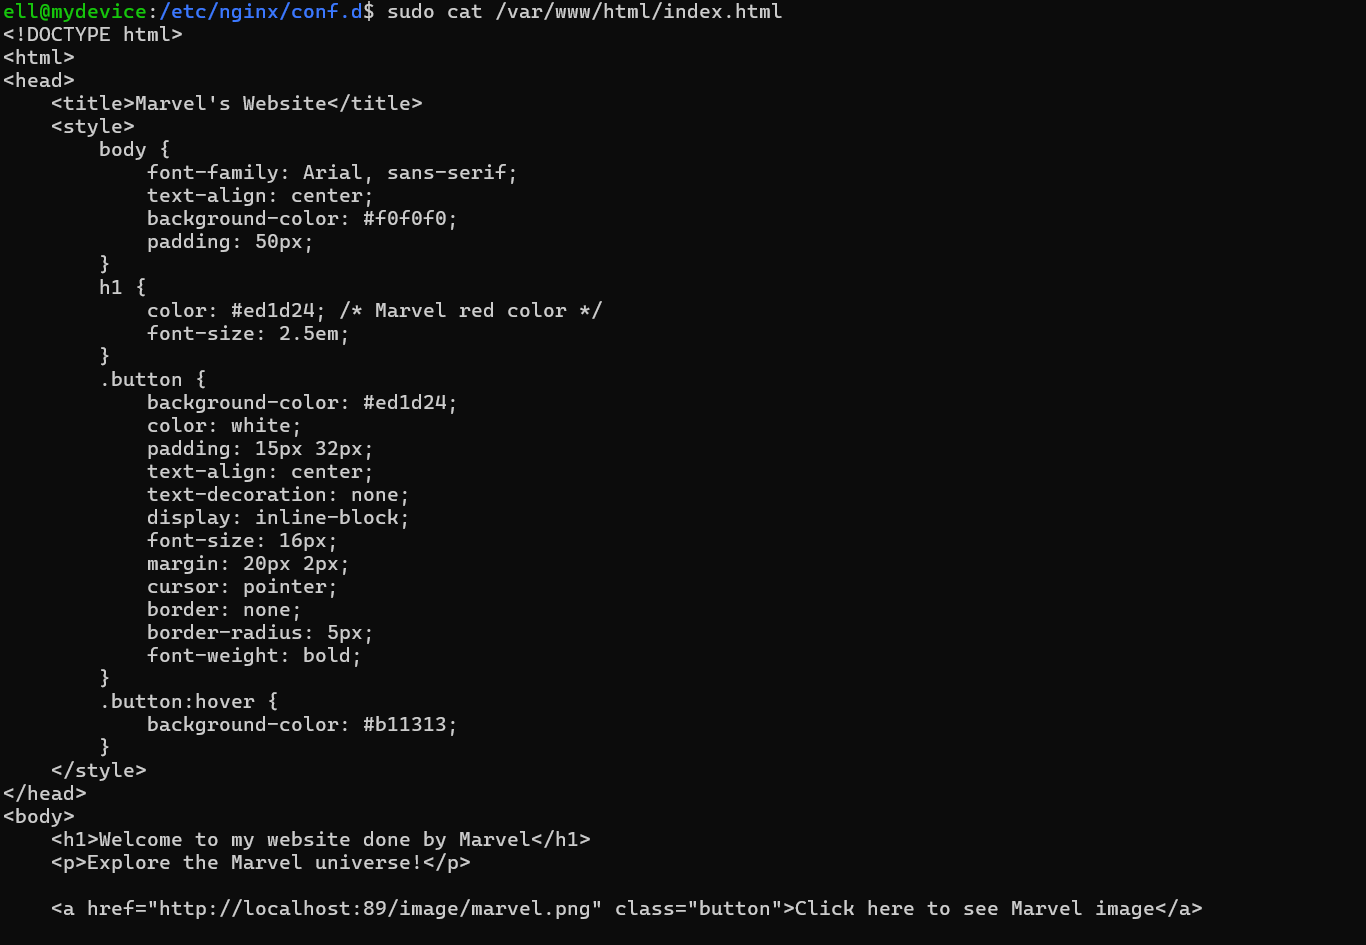 ell@mydevice:/etc/nginx/conf.d$ sudo cat /var/www/html/index.html
<!DOCTYPE html>
<html>
<head>
    <title>Marvel's Website</title>
    <style>
        body {
            font-family: Arial, sans-serif;
            text-align: center;
            background-color: #f0f0f0;
            padding: 50px;
        }
        h1 {
            color: #ed1d24; /* Marvel red color */
            font-size: 2.5em;
        }
        .button {
            background-color: #ed1d24;
            color: white;
            padding: 15px 32px;
            text-align: center;
            text-decoration: none;
            display: inline-block;
            font-size: 16px;
            margin: 20px 2px;
            cursor: pointer;
            border: none;
            border-radius: 5px;
            font-weight: bold;
        }
        .button:hover {
            background-color: #b11313;
        }
    </style>
</head>
<body>
    <h1>Welcome to my website done by Marvel</h1>
    <p>Explore the Marvel universe!</p>

    <a href="http://localhost:89/image/marvel.png" class="button">Click here to see Marvel image</a>